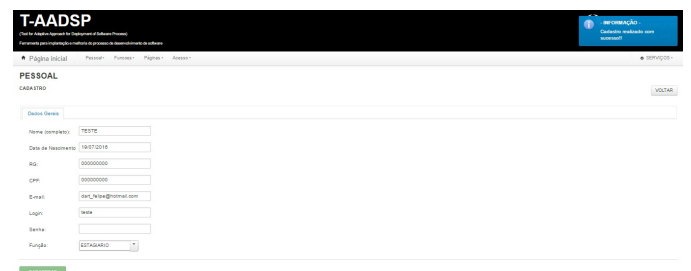 T-AADSP
(Tool for Adaptive Approach for Deployment of Software Process)
Ferramenta para implantação e melhoria do processo de desenvolvimento de software
- INFORMAÇÃO -
Cadastro realizado com
sucesso!!
Página inicial Pessoal Funcoes Páginas Acesso SERVIÇOS
PESSOAL
CADASTRO
VOLTAR
Dados Gerais
Nome (completo): TESTE
Data de Nascimento 19/07/2018
RG: 000000000
CPF: 000000000
E-mail: dart_felipe@hotmail.com
Login: teste
Senha:
Função: ESTAGIARIO